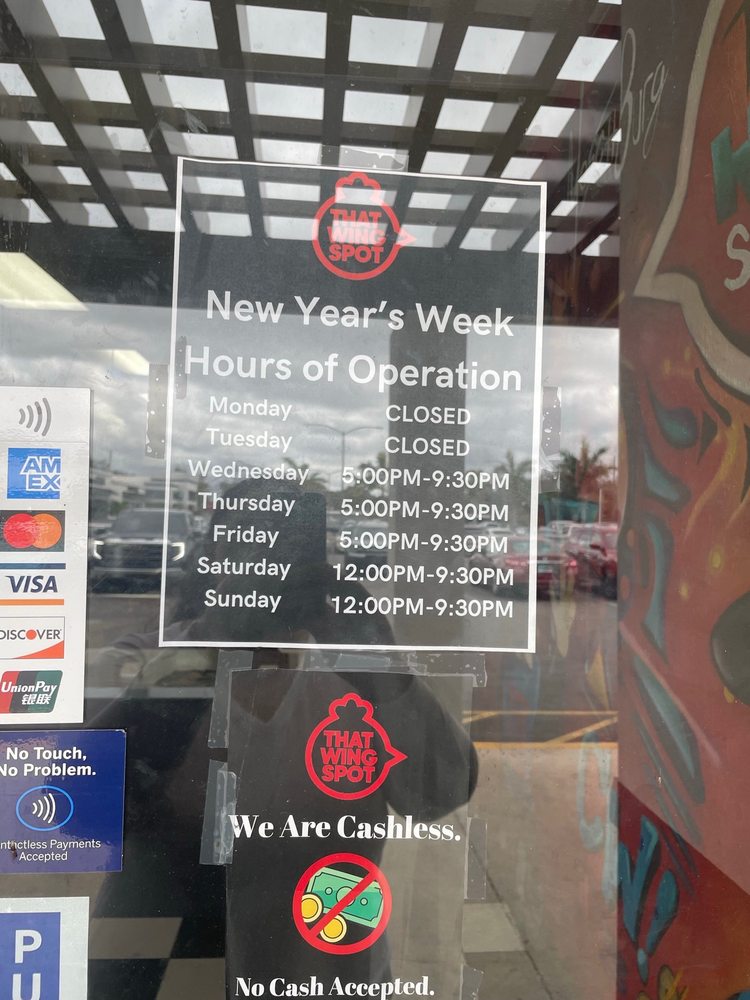 THAT
WING
SPOT
New Year's Week
Hours of Operation
Monday CLOSED
Tuesday CLOSED
Wednesday 5:00PM-9:30PM
Thursday 5:00PM-9:30PM
Friday 5:00PM-9:30PM
Saturday 12:00PM-9:30PM
Sunday 12:00PM-9:30PM
AM
EX
VISA
DISCOVER
UnionPay
银联
No Touch,
No Problem.
ntactless Payments
Accepted
P
U
THAT
WING
SPOT
We Are Cashless.
No Cash Accepted.